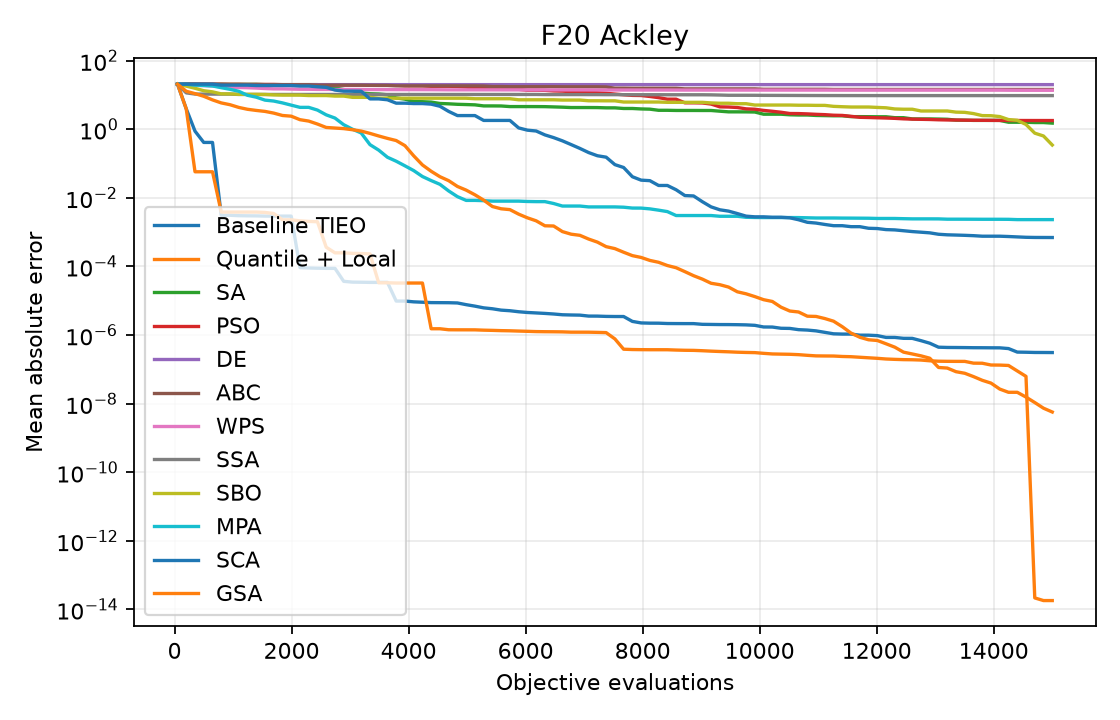 F20 Ackley
Mean absolute error
10^2
10^0
10^−2
10^−4
10^−6
10^−8
10^−10
10^−12
10^−14
Baseline TIEO
Quantile + Local
SA
PSO
DE
ABC
WPS
SSA
SBO
MPA
SCA
GSA
0 2000 4000 6000 8000 10000 12000 14000
Objective evaluations